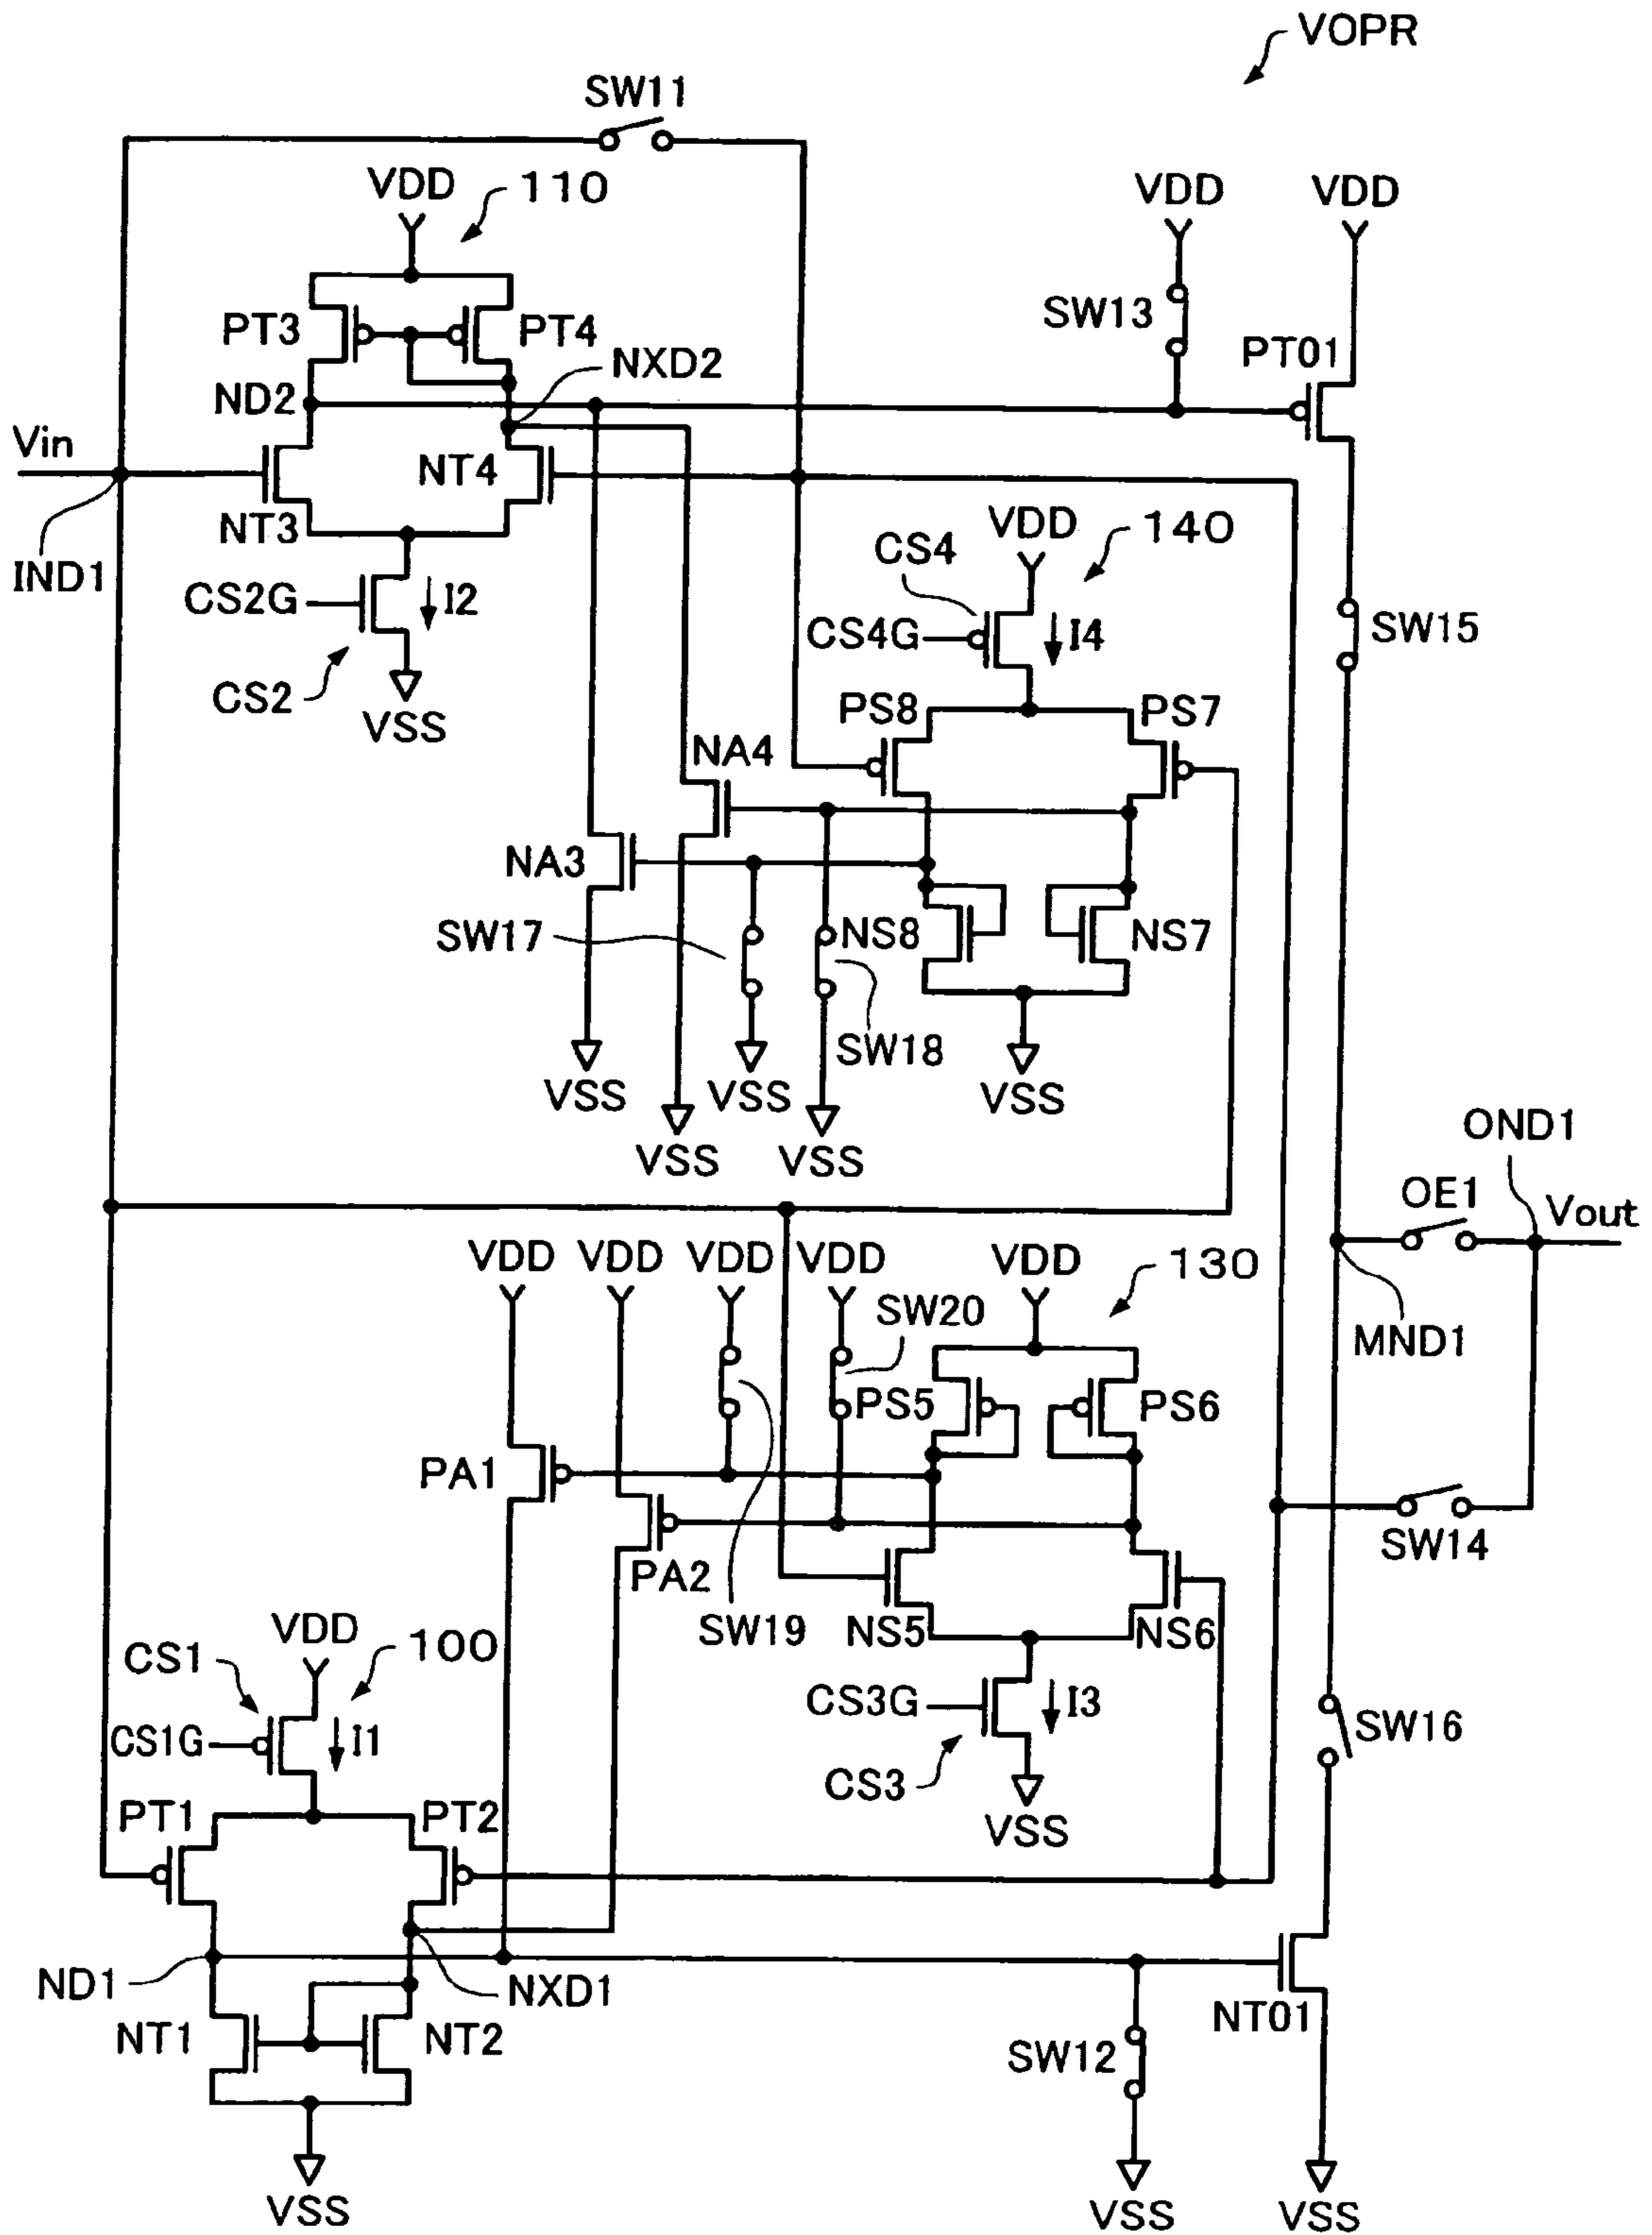 VOPR
SW11
VDD
110
VDD
VDD
PT3
PT4
SW13
PT01
NXD2
ND2
Vin
NT4
NT3
VDD
140
CS4
IND1
CS2G
I2
CS4G
I4
SW15
CS2
VSS
PS8
PS7
NA4
NA3
SW17
NS8
NS7
SW18
VSS
VSS
VSS
VSS
VSS
OND1
OE1
Vout
VDD
VDD
VDD
VDD
VDD
130
SW20
MND1
PS5
PS6
PA1
SW14
PA2
SW19
NS5
NS6
VDD
100
CS1
CS3G
I3
SW16
CS1G
I1
CS3
VSS
PT1
PT2
ND1
NXD1
NT01
NT1
NT2
SW12
VSS
VSS
VSS